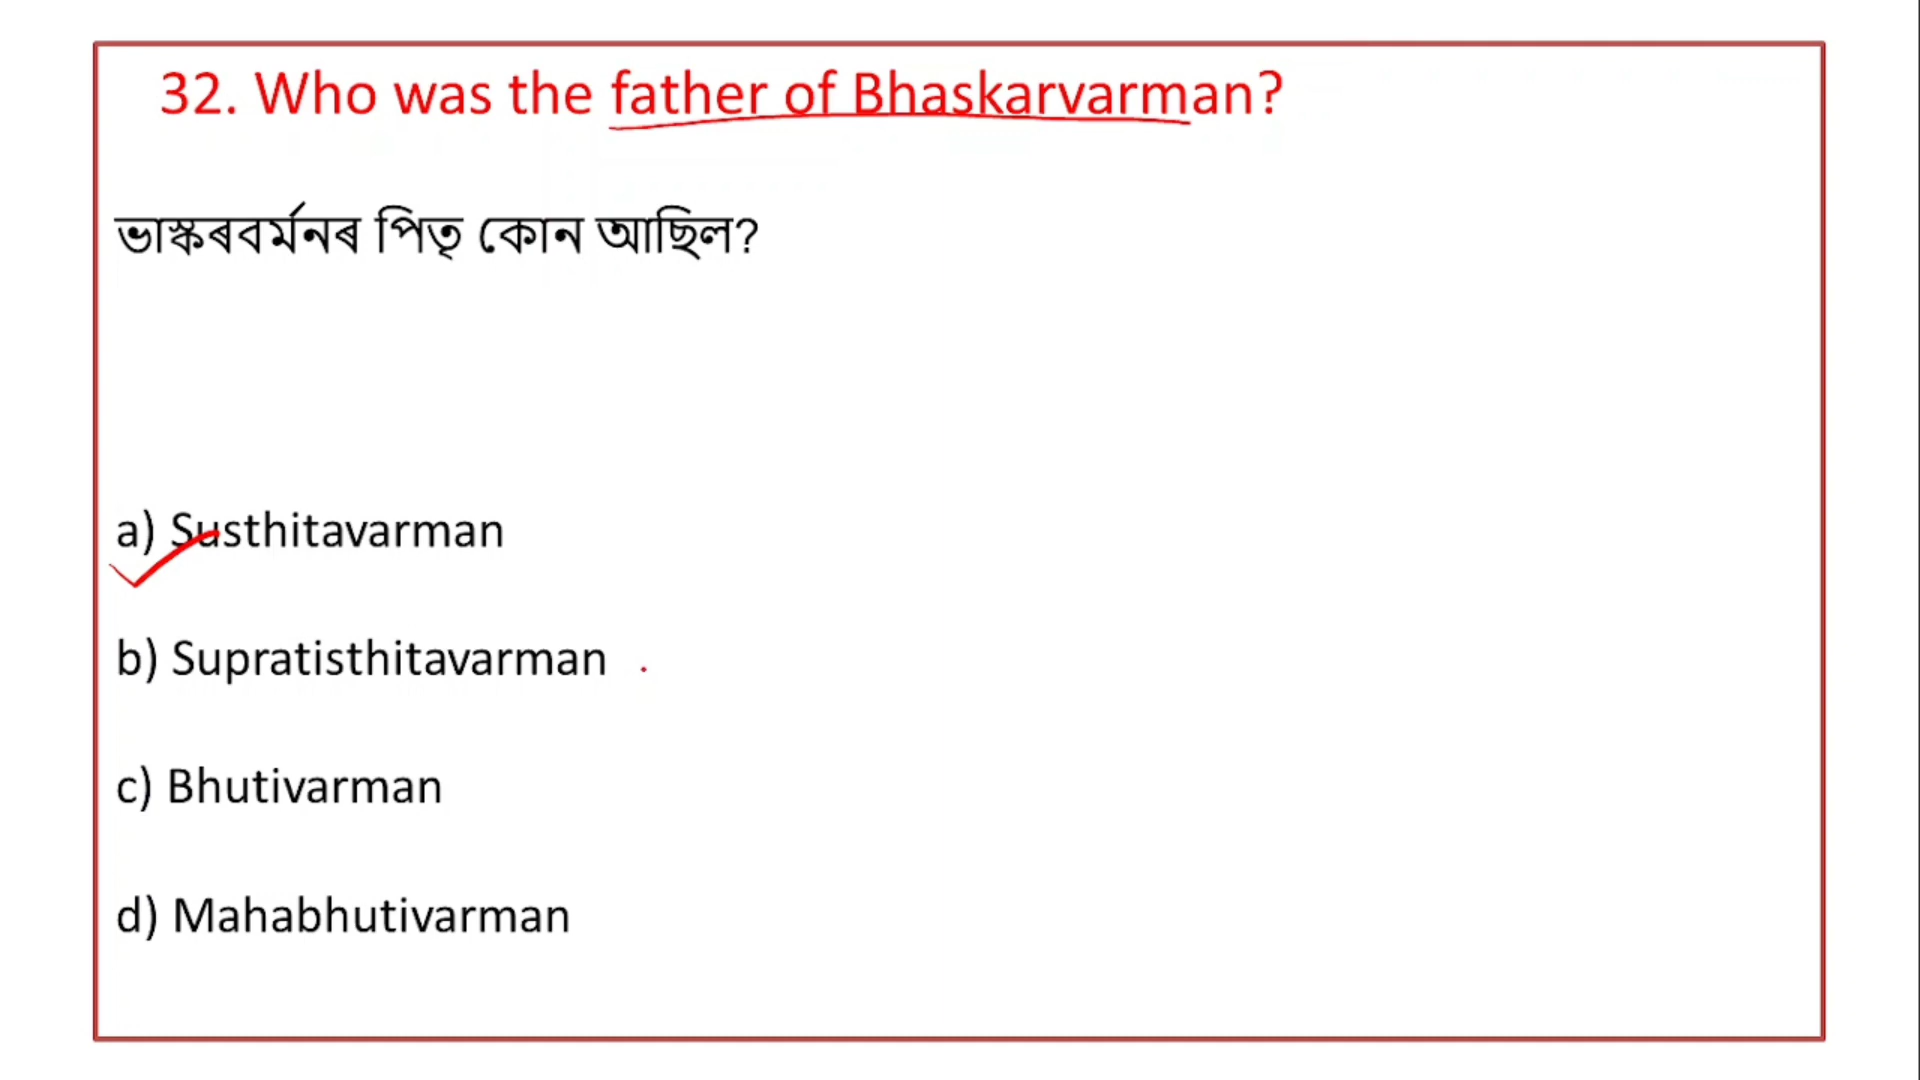 32. Who was the father of Bhaskarvarman?
ভাস্কৰবৰ্মনৰ পিতৃ কোন আছিল?
a) Susthitavarman
b) Supratisthitavarman
c) Bhutivarman
d) Mahabhutivarman